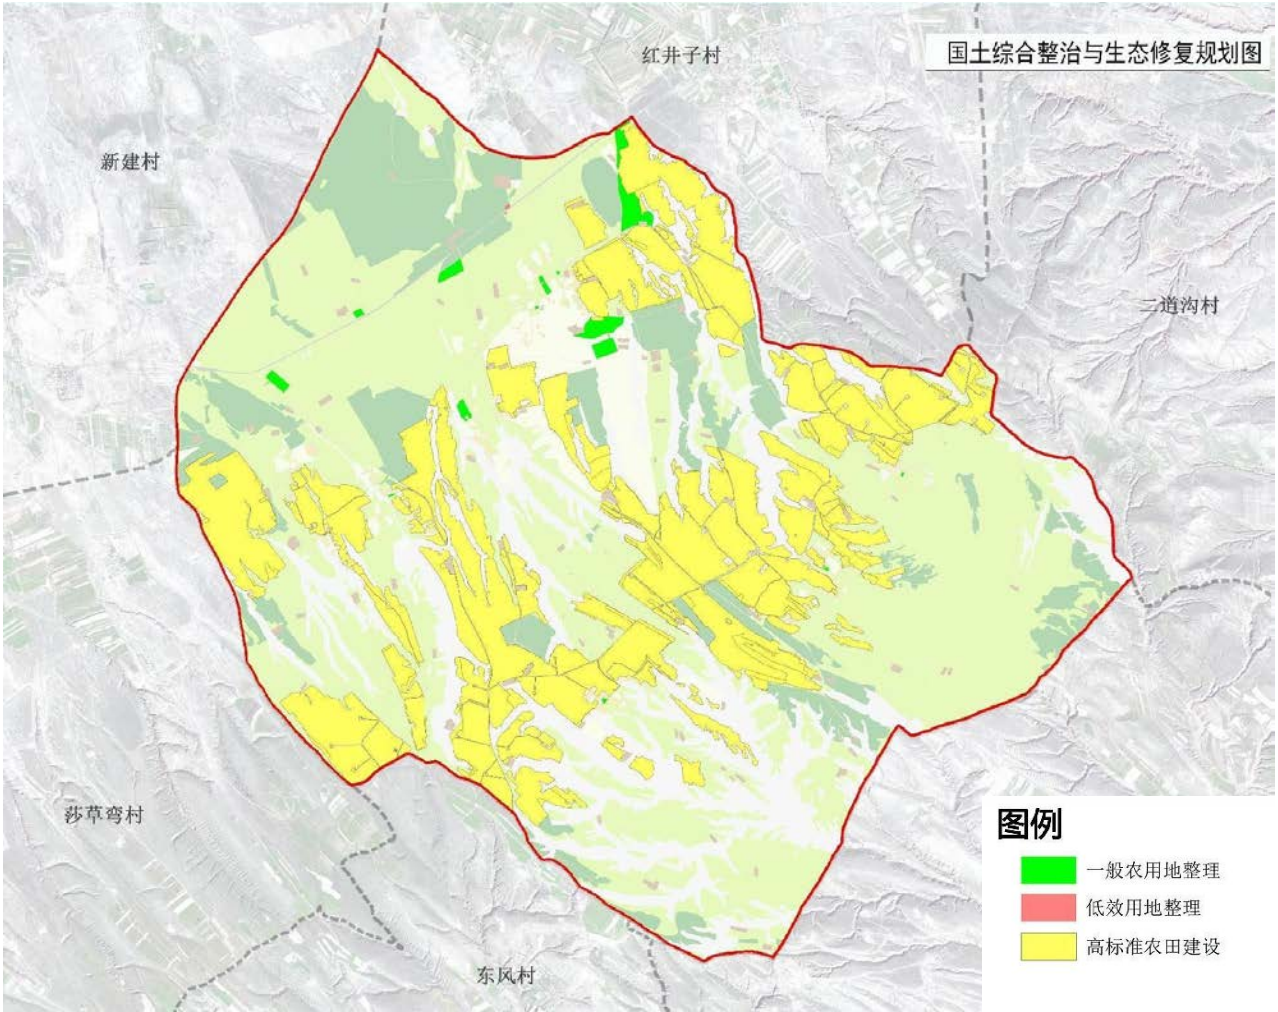 红井子村
国土综合整治与生态修复规划图
新建村
二道沟村
莎草弯村
东风村
图例
一般农用地整理
低效用地整理
高标准农田建设